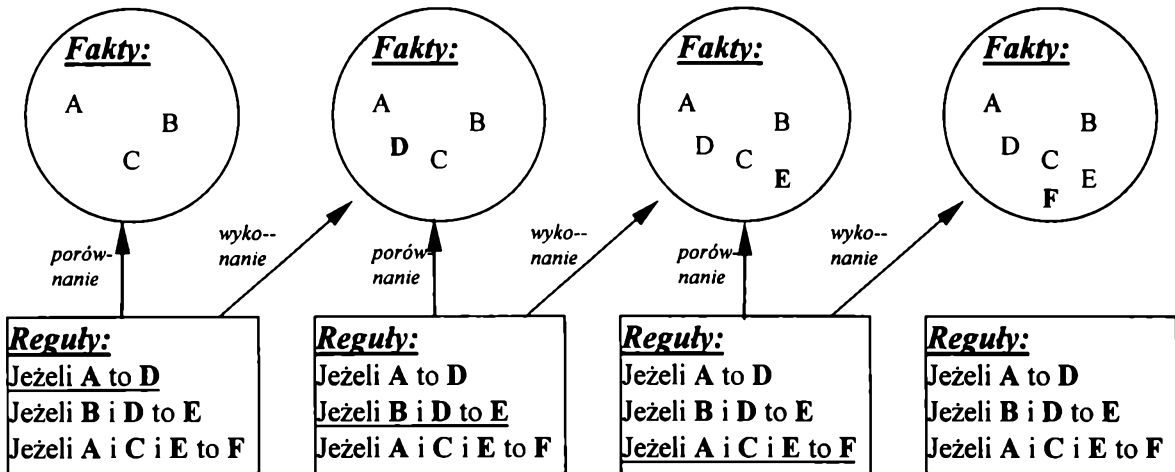 Fakty:
A
B
C
Fakty:
A
B
D
C
Fakty:
A
B
D
C
E
Fakty:
A
B
D
C
E
F
porów-
nanie
wyko--
nanie
porów-
nanie
wyko--
nanie
porów-
nanie
wyko--
nanie
Reguły:
Jeżeli A to D
Jeżeli B i D to E
Jeżeli A i C i E to F
Reguły:
Jeżeli A to D
Jeżeli B i D to E
Jeżeli A i C i E to F
Reguły:
Jeżeli A to D
Jeżeli B i D to E
Jeżeli A i C i E to F
Reguły:
Jeżeli A to D
Jeżeli B i D to E
Jeżeli A i C i E to F